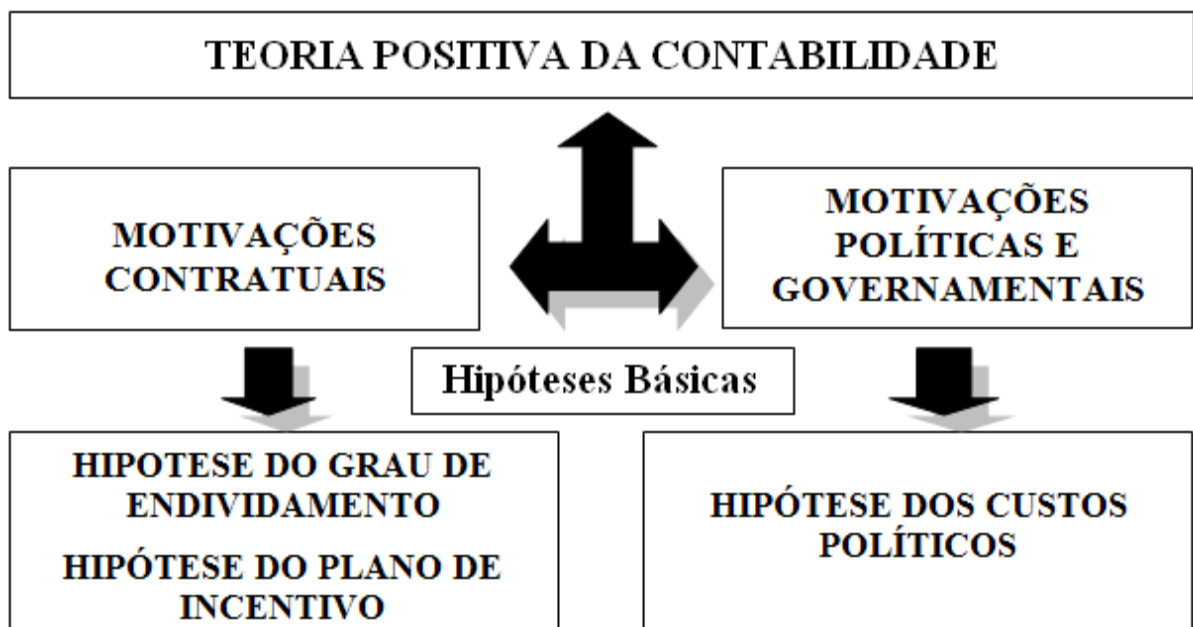 TEORIA POSITIVA DA CONTABILIDADE
MOTIVAÇÕES
CONTRATUAIS
MOTIVAÇÕES
POLÍTICAS E
GOVERNAMENTAIS
Hipóteses Básicas
HIPOTESE DO GRAU DE
ENDIVIDAMENTO
HIPÓTESE DO PLANO DE
INCENTIVO
HIPÓTESE DOS CUSTOS
POLÍTICOS